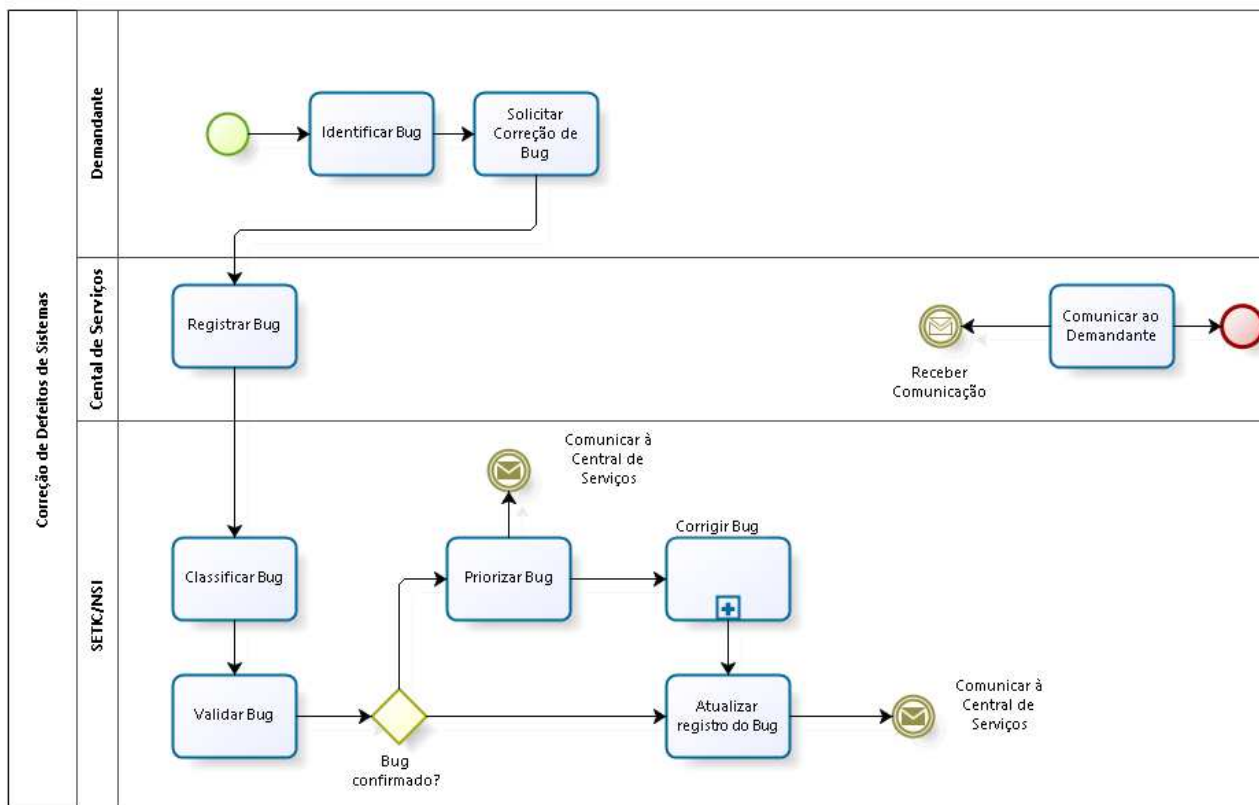 Correção de Defeitos de Sistemas
Demandante
Identificar Bug
Solicitar
Correção de
Bug
Cental de Serviços
Registrar Bug
Receber
Comunicação
Comunicar ao
Demandante
SETIC/NSI
Comunicar à
Central de
Serviços
Corrigir Bug
Classificar Bug
Priorizar Bug
Validar Bug
Bug
confirmado?
Atualizar
registro do Bug
Comunicar à
Central de
Serviços